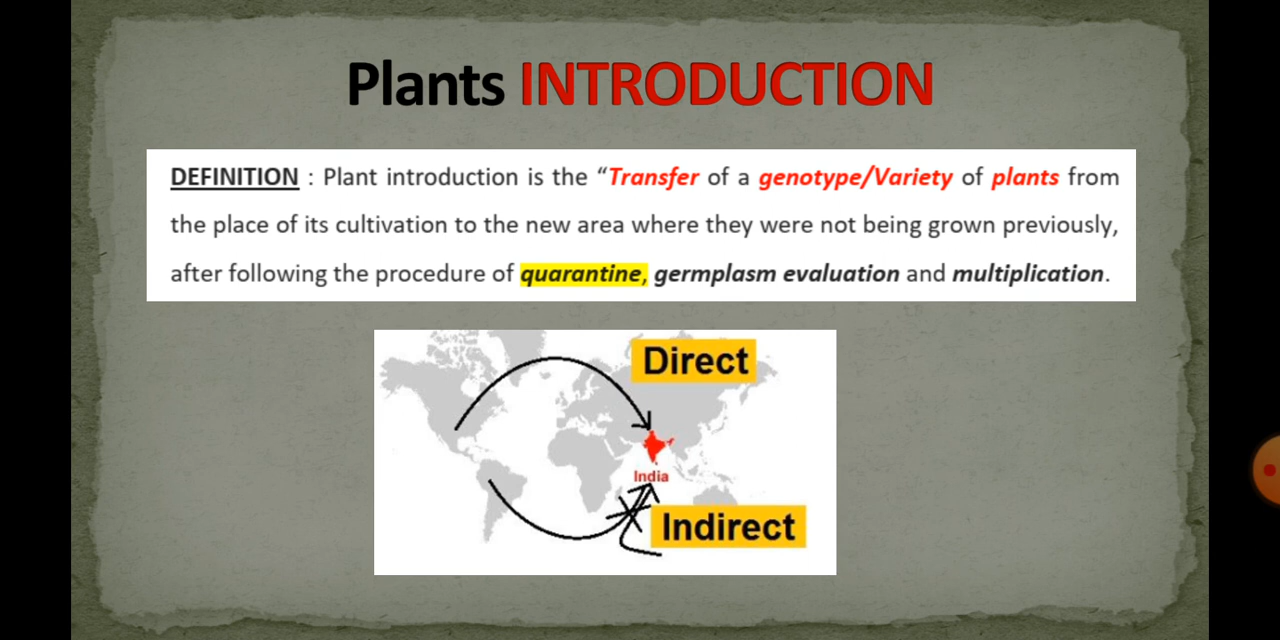 Plants INTRODUCTION
DEFINITION : Plant introduction is the “Transfer of a genotype/Variety of plants from
the place of its cultivation to the new area where they were not being grown previously,
after following the procedure of quarantine, germplasm evaluation and multiplication.
Direct
India
Indirect